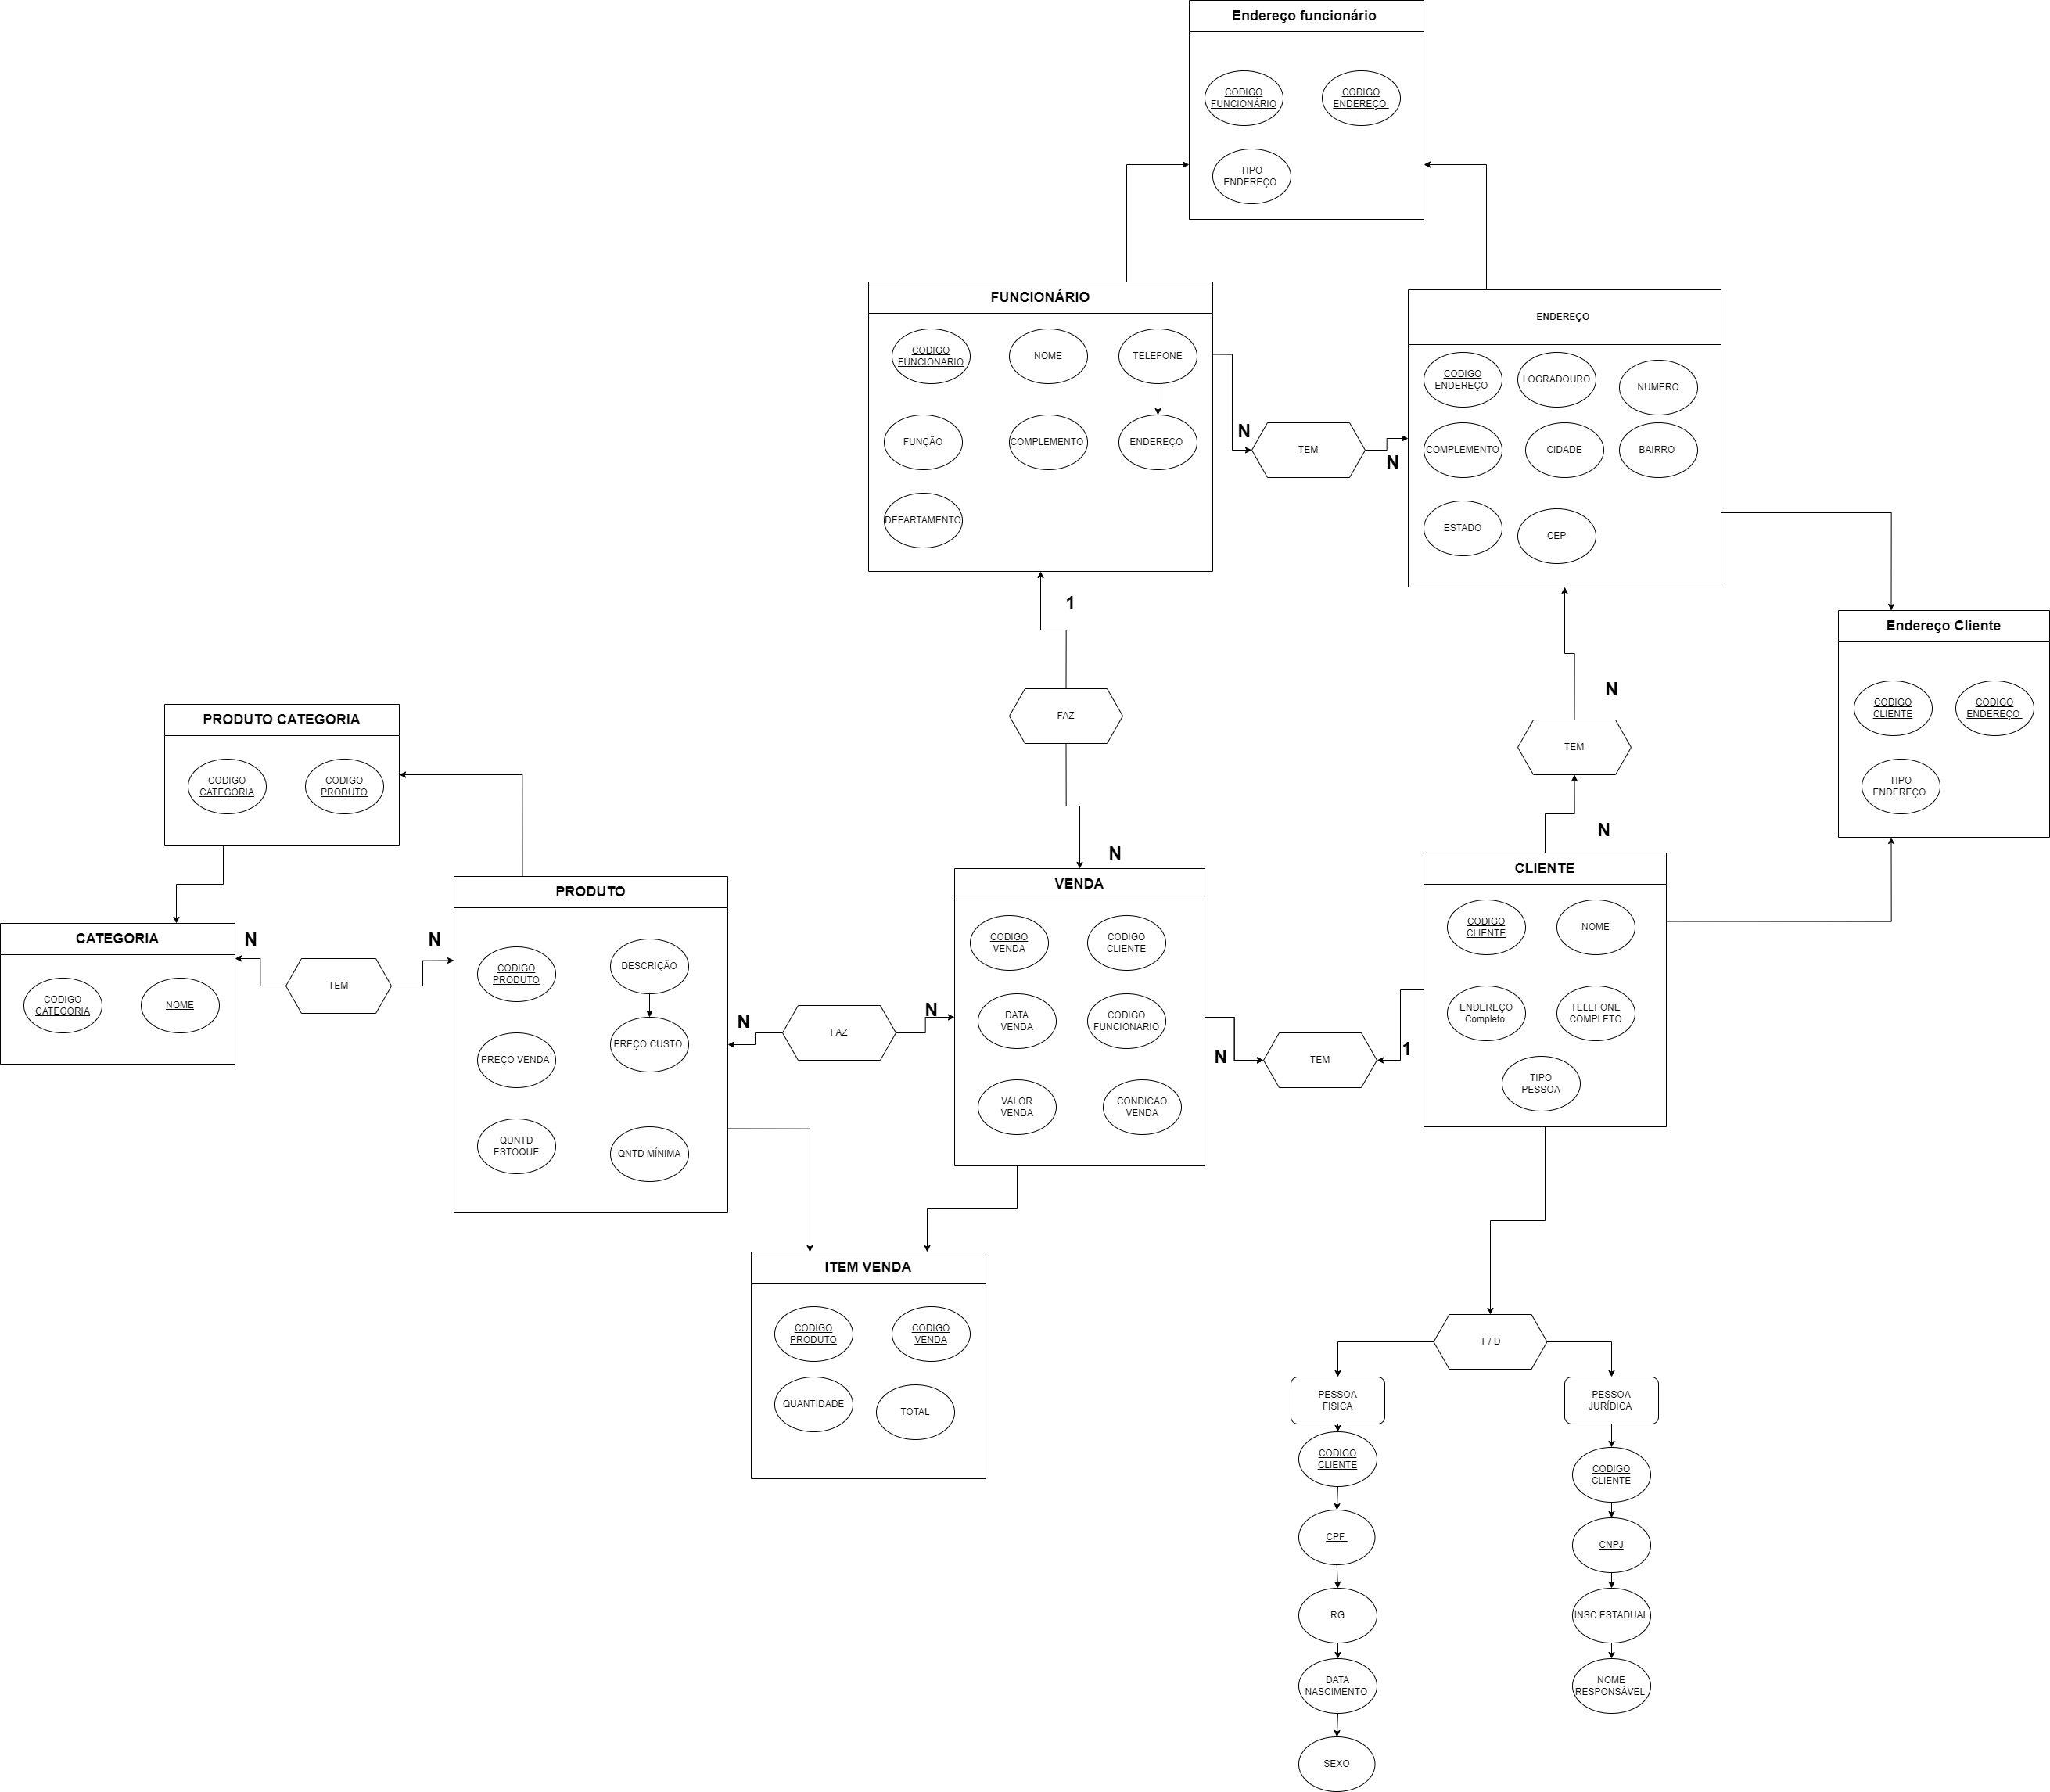 Endereço funcionário
CODIGO
FUNCIONÁRIO
CODIGO
ENDEREÇO
TIPO
ENDEREÇO
FUNCIONÁRIO
CODIGO
FUNCIONARIO
NOME
TELEFONE
FUNÇÃO
COMPLEMENTO
ENDEREÇO
DEPARTAMENTO
N
TEM
N
ENDEREÇO
CODIGO
ENDEREÇO
LOGRADOURO
NUMERO
COMPLEMENTO
CIDADE
BAIRRO
ESTADO
CEP
1
FAZ
N
N
TEM
N
Endereço Cliente
CODIGO
CLIENTE
CODIGO
ENDEREÇO
TIPO
ENDEREÇO
PRODUTO CATEGORIA
CODIGO
CATEGORIA
CODIGO
PRODUTO
CATEGORIA
CODIGO
CATEGORIA
NOME
N
TEM
N
PRODUTO
CODIGO
PRODUTO
DESCRIÇÃO
PREÇO VENDA
PREÇO CUSTO
QUNTD
ESTOQUE
QNTD MÍNIMA
N
FAZ
N
VENDA
CODIGO
VENDA
CODIGO
CLIENTE
DATA
VENDA
CODIGO
FUNCIONÁRIO
VALOR
VENDA
CONDICAO
VENDA
N
TEM
1
CLIENTE
CODIGO
CLIENTE
NOME
ENDEREÇO
Completo
TELEFONE
COMPLETO
TIPO
PESSOA
ITEM VENDA
CODIGO
PRODUTO
CODIGO
VENDA
QUANTIDADE
TOTAL
T / D
PESSOA
FISICA
CODIGO
CLIENTE
CPF
RG
DATA
NASCIMENTO
SEXO
PESSOA
JURÍDICA
CODIGO
CLIENTE
CNPJ
INSC ESTADUAL
NOME
RESPONSÁVEL